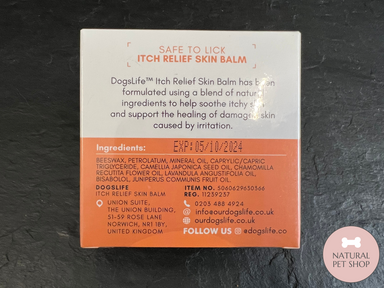 SAFE TO LICK
ITCH RELIEF SKIN BALM
DogsLife™ Itch Relief Skin Balm has been
formulated using a blend of natural
ingredients to help soothe itchy skin
and support the healing of damaged skin
caused by irritation.
Ingredients:
EXP:05/10/2024
BEESWAX, PETROLATUM, MINERAL OIL, CAPRYLIC/CAPRIC
TRIGLYCERIDE, CAMELLIA JAPONICA SEED OIL, CHAMOMILLA
RECUTITA FLOWER OIL, LAVANDULA ANGUSTIFOLIA OIL,
BISABOLOL, JUNIPERUS COMMUNIS FRUIT OIL.
DOGSLIFE
ITCH RELIEF SKIN BALM
UNION SUITE,
THE UNION BUILDING,
51-59 ROSE LANE
NORWICH, NR1 1BY,
UNITED KINGDOM
ITEM NO. 5060629650366
REG. 11239237
0203 488 4924
info@ourdogslife.co.uk
ourdogslife.co.uk
FOLLOW US @dogslife.co
NATURAL
PET SHOP